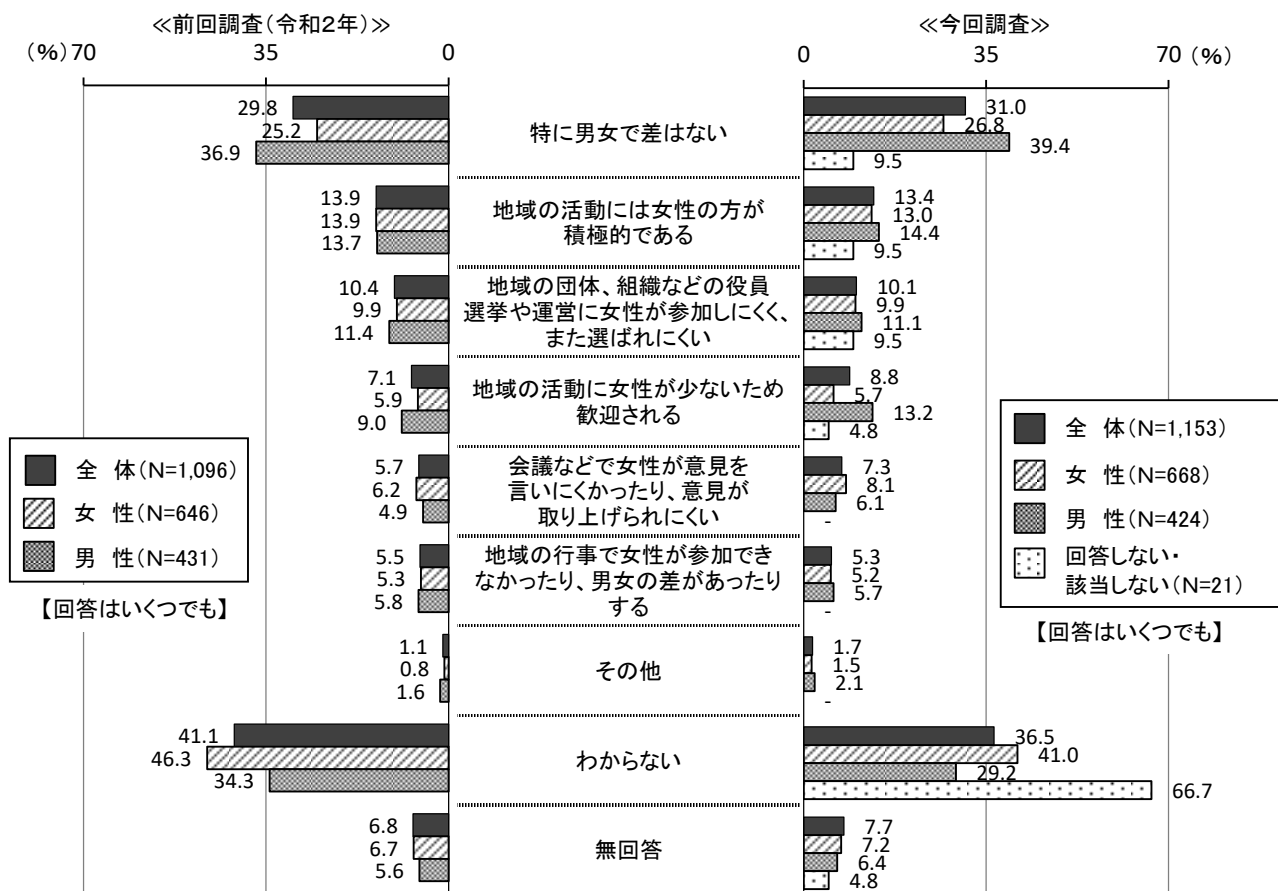 ≪前回調査(令和2年)≫
(%) 70 35 0
≪今回調査≫
0 35 70 (%)
29.8
25.2
36.9
特に男女で差はない
31.0
26.8
39.4
9.5
13.9
13.9
13.7
地域の活動には女性の方が
積極的である
13.4
13.0
14.4
9.5
10.4
9.9
11.4
地域の団体、組織などの役員
選挙や運営に女性が参加しにくく、
また選ばれにくい
10.1
9.9
11.1
9.5
7.1
5.9
9.0
地域の活動に女性が少ないため
歓迎される
8.8
5.7
13.2
4.8
5.7
6.2
4.9
会議などで女性が意見を
言いにくかったり、意見が
取り上げられにくい
7.3
8.1
6.1
-
5.5
5.3
5.8
地域の行事で女性が参加でき
なかったり、男女の差があったり
する
5.3
5.2
5.7
-
1.1
0.8
1.6
その他
1.7
1.5
2.1
-
41.1
46.3
34.3
わからない
36.5
41.0
29.2
66.7
6.8
6.7
5.6
無回答
7.7
7.2
6.4
4.8
全 体(N=1,096)
女 性(N=646)
男 性(N=431)
【回答はいくつでも】
全 体(N=1,153)
女 性(N=668)
男 性(N=424)
回答しない・
該当しない(N=21)
【回答はいくつでも】